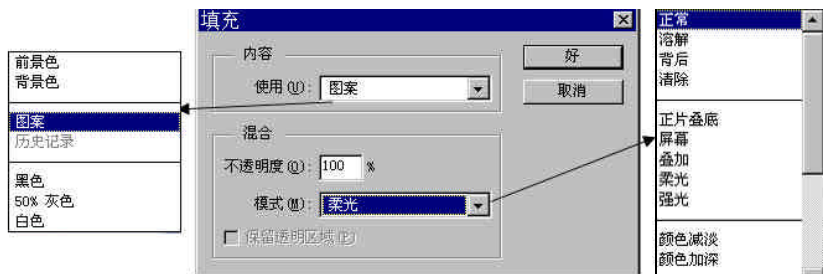 前景色
背景色
图案
历史记录
黑色
50% 灰色
白色
填充
内容
使用(U): 图案
好
取消
混合
不透明度(O): 100 %
模式(M): 柔光
保留透明区域(P)
正常
溶解
背后
清除
正片叠底
屏幕
叠加
柔光
强光
颜色减淡
颜色加深